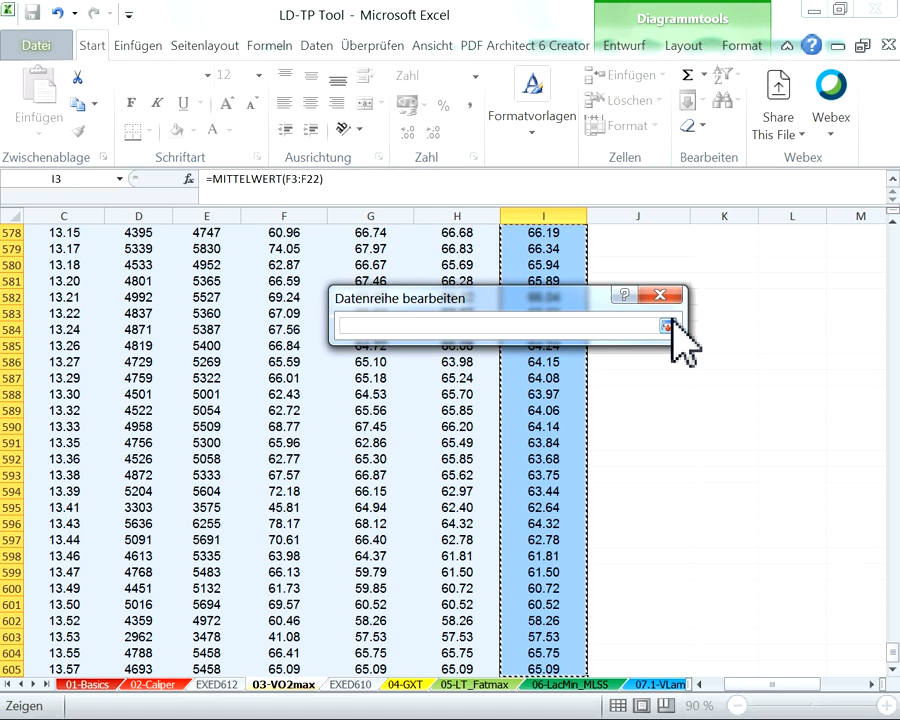 LD-TP Tool - Microsoft Excel
Diagrammtools
Datei Start Einfügen Seitenlayout Formeln Daten Überprüfen Ansicht PDF Architect 6 Creator Entwurf Layout Format
12 Zahl Einfügen Σ
Einfügen F K U A A % Formatvorlagen Löschen Share This File Webex
Format
Zwischenablage Schriftart Ausrichtung Zahl Zellen Bearbeiten Webex
I3 fx =MITTELWERT(F3:F22)
C D E F G H I J K L M
578 13.15 4395 4747 60.96 66.74 66.68 66.19
579 13.17 5339 5830 74.05 67.97 66.83 66.34
580 13.18 4533 4952 62.87 66.67 65.69 65.94
581 13.20 4801 5365 66.59 67.46 66.28 65.89
582 13.21 4992 5527 69.24
583 13.22 4837 5360 67.09
584 13.24 4871 5387 67.56
585 13.26 4819 5400 66.84
586 13.27 4729 5269 65.59 65.10 63.98 64.15
587 13.29 4759 5322 66.01 65.18 65.24 64.08
588 13.30 4501 5001 62.43 64.53 65.70 63.97
589 13.32 4522 5054 62.72 65.56 65.85 64.06
590 13.33 4958 5509 68.77 67.45 66.20 64.14
591 13.35 4756 5300 65.96 62.86 65.49 63.84
592 13.36 4526 5058 62.77 65.30 65.85 63.68
593 13.38 4872 5333 67.57 66.87 65.62 63.75
594 13.39 5204 5604 72.18 66.15 62.97 63.44
595 13.41 3303 3575 45.81 64.94 62.40 62.64
596 13.43 5636 6255 78.17 68.12 64.32 64.32
597 13.44 5091 5691 70.61 66.40 62.78 62.78
598 13.46 4613 5335 63.98 64.37 61.81 61.81
599 13.47 4768 5483 66.13 59.79 61.50 61.50
600 13.49 4451 5132 61.73 59.85 60.72 60.72
601 13.50 5016 5694 69.57 60.52 60.52 60.52
602 13.52 4359 4972 60.46 58.26 58.26 58.26
603 13.53 2962 3478 41.08 57.53 57.53 57.53
604 13.55 4788 5458 66.41 65.75 65.75 65.75
605 13.57 4693 5458 65.09 65.09 65.09 65.09
Datenreihe bearbeiten
01-Basics 02-Caliper EXED612 03-VO2max EXED610 04-GXT 05-LT_Fatmax 06-LacMin_MLSS 07.1-VLam
Zeigen 90 %